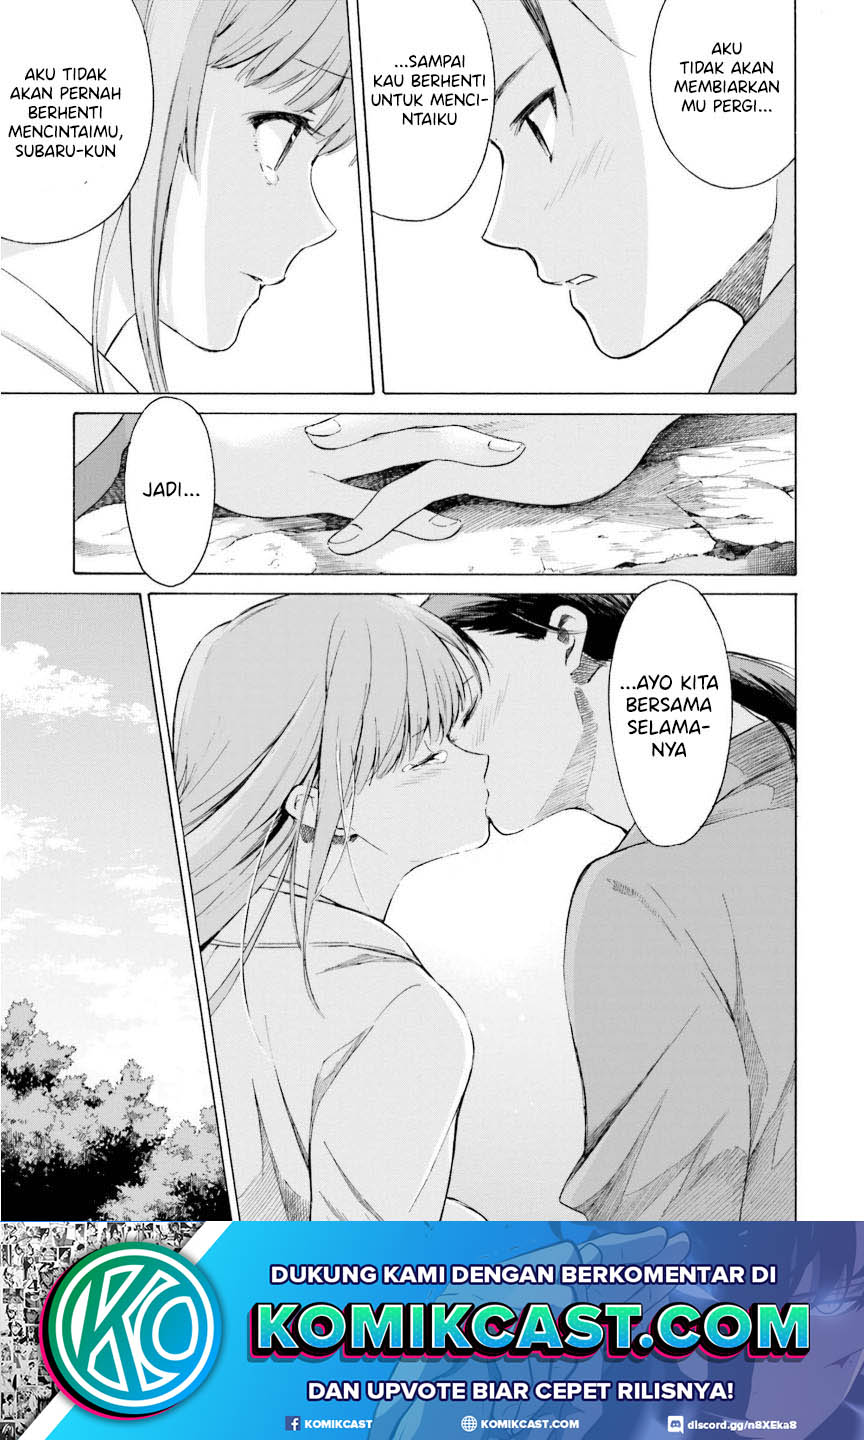 AKU
TIDAK AKAN
MEMBIARKAN
MU PERGI...
...SAMPAI
KAU BERHENTI
UNTUK MENCI-
NTAIKU
AKU TIDAK
AKAN PERNAH
BERHENTI
MENCINTAIMU,
SUBARU-KUN
JADI...
...AYO KITA
BERSAMA
SELAMA-
NYA
KC
DUKUNG KAMI DENGAN BERKOMENTAR DI
KOMIKCAST.COM
DAN UPVOTE BIAR CEPET RILISNYA!
KOMIKCAST KOMIKCAST.COM discord.gg/n8XEka8